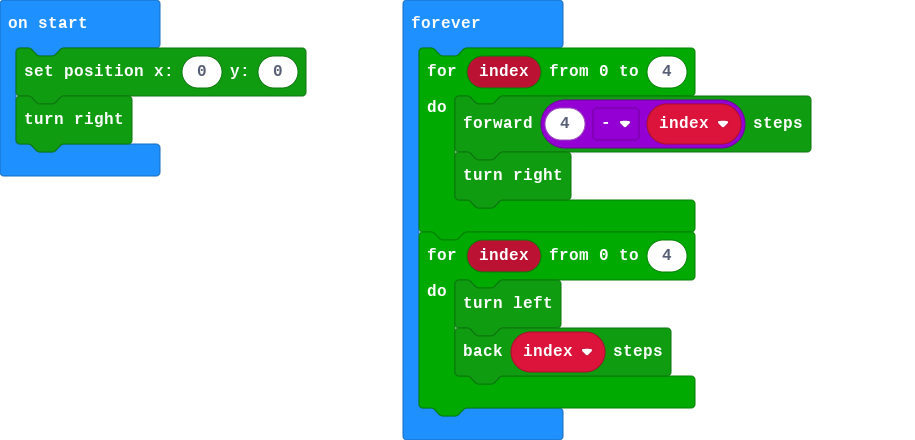 on start
set position x: 0 y: 0
turn right
forever
for index from 0 to 4
do
forward 4 - index steps
turn right
for index from 0 to 4
do
turn left
back index steps